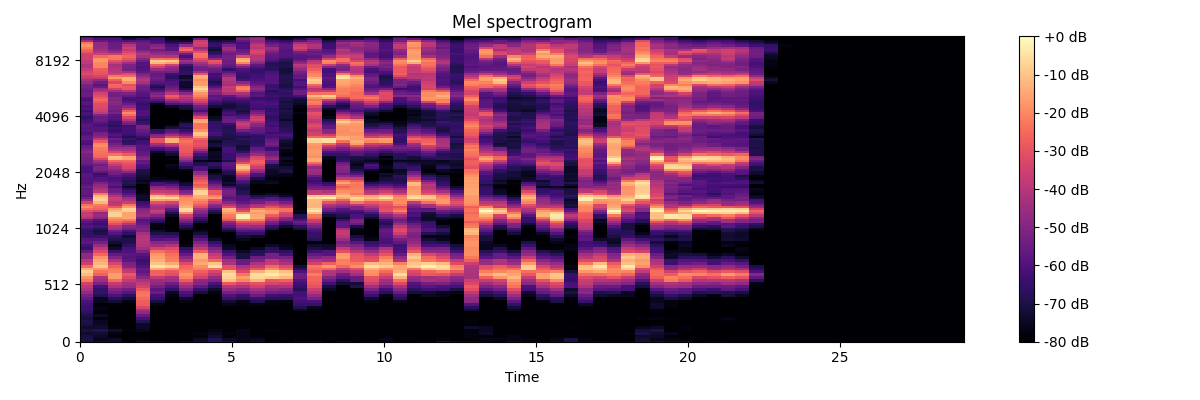 Mel spectrogram
8192
4096
2048
1024
512
0
Hz
0 5 10 15 20 25
Time
+0 dB
-10 dB
-20 dB
-30 dB
-40 dB
-50 dB
-60 dB
-70 dB
-80 dB